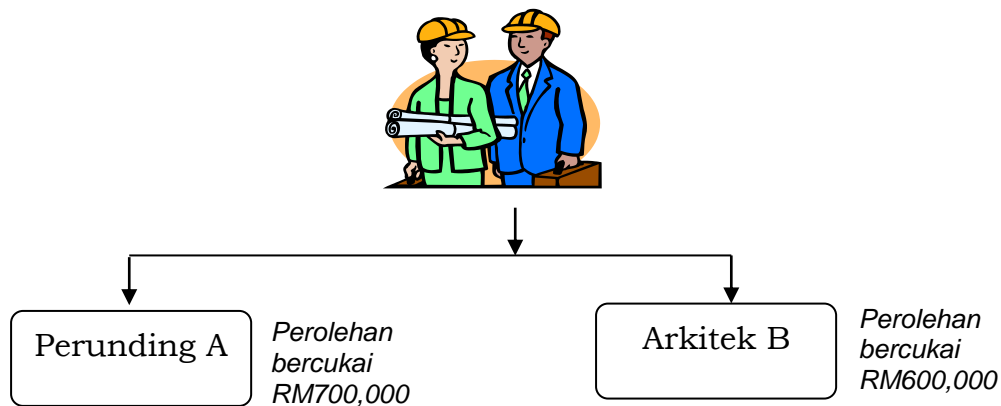 Perunding A
Perolehan
bercukai
RM700,000
Arkitek B
Perolehan
bercukai
RM600,000